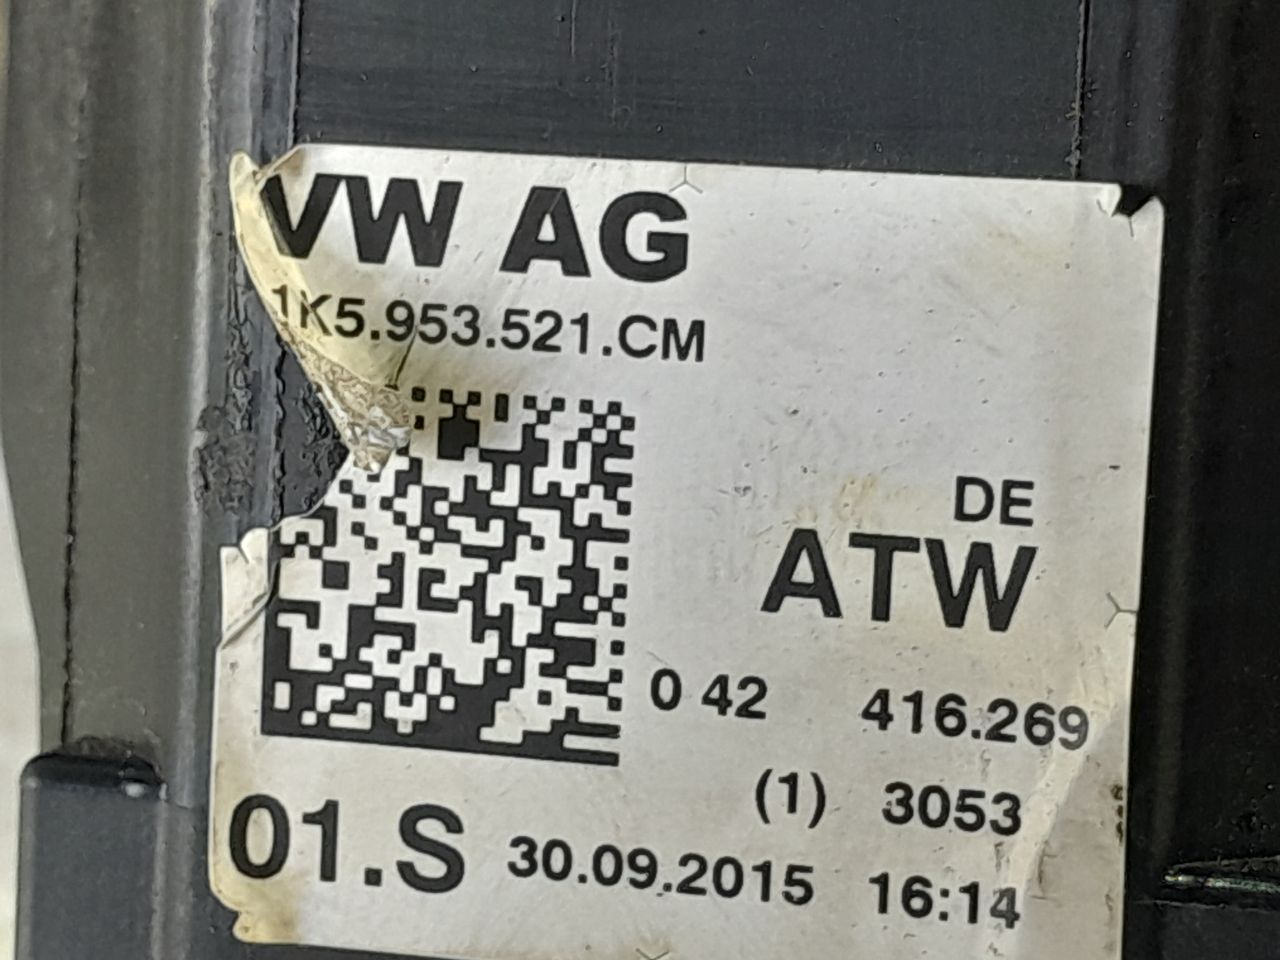 VW AG
1K5.953.521.CM
DE
ATW
0 42 416.269
(1) 3053
01.S 30.09.2015 16:14